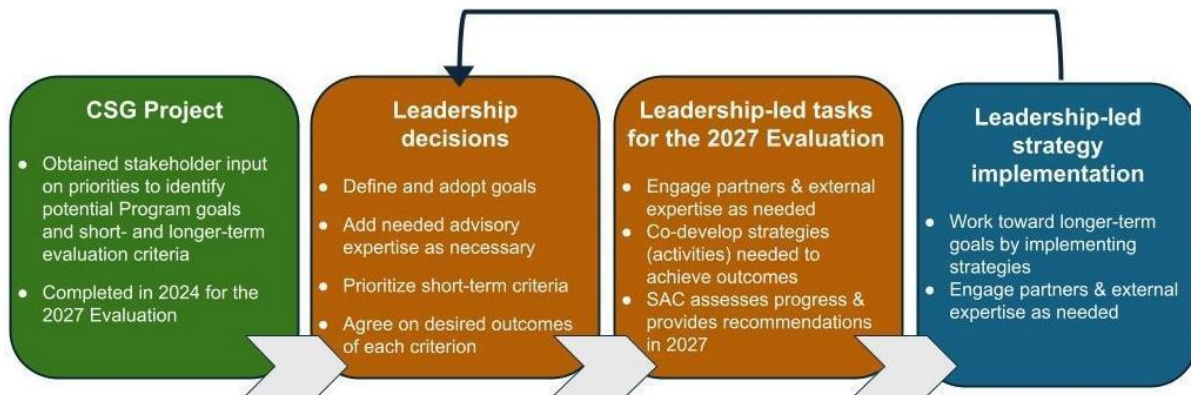 CSG Project
● Obtained stakeholder input
on priorities to identify
potential Program goals
and short- and longer-term
evaluation criteria
● Completed in 2024 for the
2027 Evaluation
Leadership
decisions
● Define and adopt goals
● Add needed advisory
expertise as necessary
● Prioritize short-term criteria
● Agree on desired outcomes
of each criterion
Leadership-led tasks
for the 2027 Evaluation
● Engage partners & external
expertise as needed
● Co-develop strategies
(activities) needed to
achieve outcomes
● SAC assesses progress &
provides recommendations
in 2027
Leadership-led
strategy
implementation
● Work toward longer-term
goals by implementing
strategies
● Engage partners & external
expertise as needed